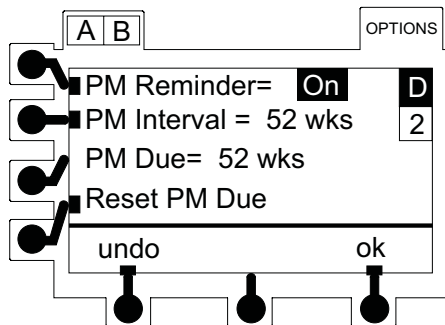 A B
OPTIONS
PM Reminder= On
D
PM Interval = 52 wks
2
PM Due= 52 wks
Reset PM Due
undo ok